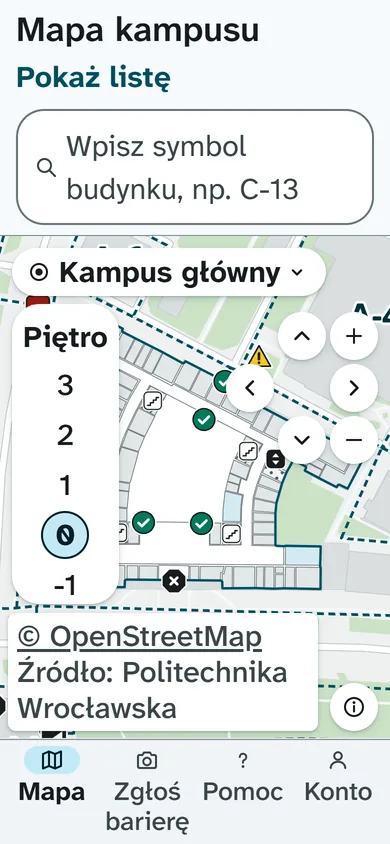 Mapa kampusu
Pokaż listę
Wpisz symbol
budynku, np. C-13
Kampus główny
Piętro
3
2
1
0
-1
© OpenStreetMap
Źródło: Politechnika
Wrocławska
Mapa
Zgłoś
barierę
Pomoc
Konto